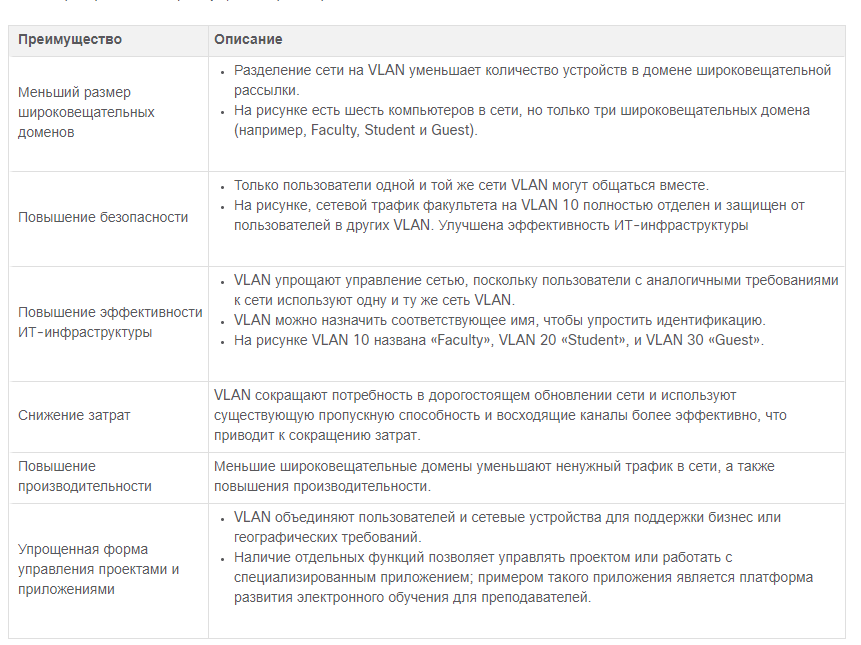 Преимущество
Описание
Меньший размер
широковещательных
доменов
Разделение сети на VLAN уменьшает количество устройств в домене широковещательной
рассылки.
На рисунке есть шесть компьютеров в сети, но только три широковещательных домена
(например, Faculty, Student и Guest).
Повышение безопасности
Только пользователи одной и той же сети VLAN могут общаться вместе.
На рисунке, сетевой трафик факультета на VLAN 10 полностью отделен и защищен от
пользователей в других VLAN. Улучшена эффективность ИТ-инфраструктуры
Повышение эффективности
ИТ-инфраструктуры
VLAN упрощают управление сетью, поскольку пользователи с аналогичными требованиями
к сети используют одну и ту же сеть VLAN.
VLAN можно назначить соответствующее имя, чтобы упростить идентификацию.
На рисунке VLAN 10 названа «Faculty», VLAN 20 «Student», и VLAN 30 «Guest».
Снижение затрат
VLAN сокращают потребность в дорогостоящем обновлении сети и используют
существующую пропускную способность и восходящие каналы более эффективно, что
приводит к сокращению затрат.
Повышение
производительности
Меньшие широковещательные домены уменьшают ненужный трафик в сети, а также
повышения производительности.
Упрощенная форма
управления проектами и
приложениями
VLAN объединяют пользователей и сетевые устройства для поддержки бизнес или
географических требований.
Наличие отдельных функций позволяет управлять проектом или работать с
специализированным приложением; примером такого приложения является платформа
развития электронного обучения для преподавателей.